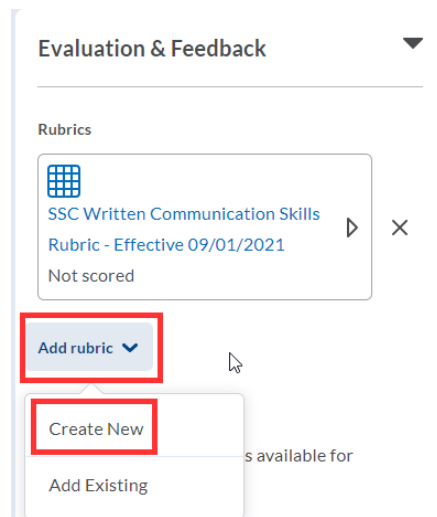 Evaluation & Feedback
Rubrics
SSC Written Communication Skills
Rubric - Effective 09/01/2021
Not scored
Add rubric
Create New
s available for
Add Existing